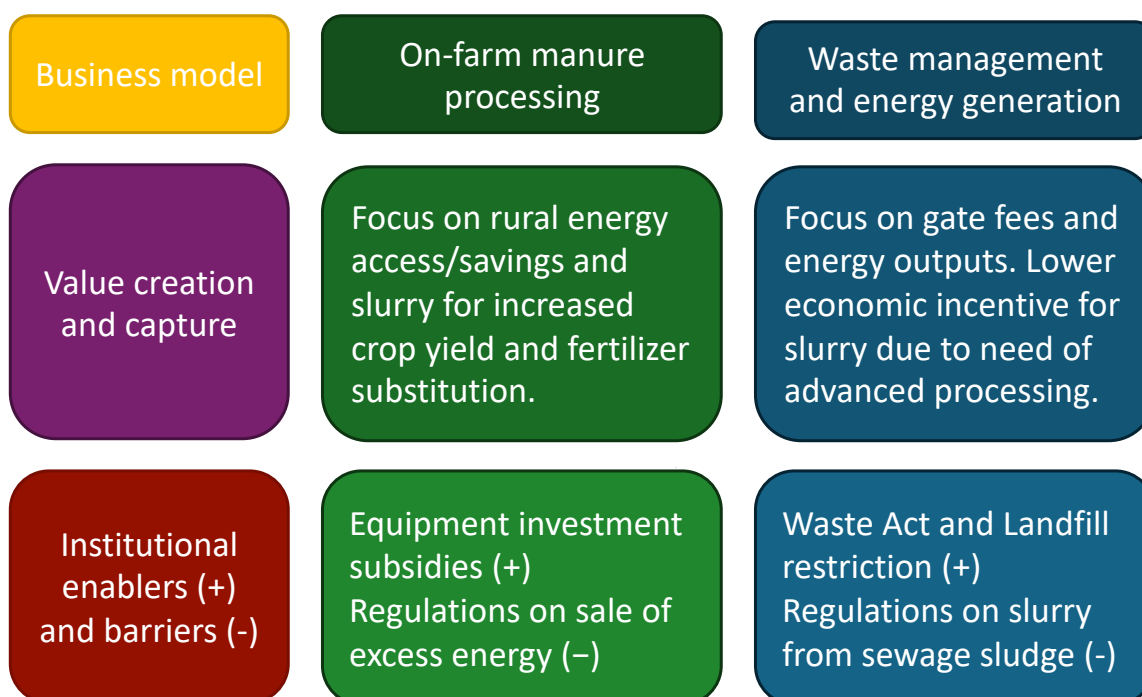 Business model
On-farm manure
processing
Waste management
and energy generation
Value creation
and capture
Focus on rural energy
access/savings and
slurry for increased
crop yield and fertilizer
substitution.
Focus on gate fees and
energy outputs. Lower
economic incentive for
slurry due to need of
advanced processing.
Institutional
enablers (+)
and barriers (-)
Equipment investment
subsidies (+)
Regulations on sale of
excess energy (−)
Waste Act and Landfill
restriction (+)
Regulations on slurry
from sewage sludge (-)